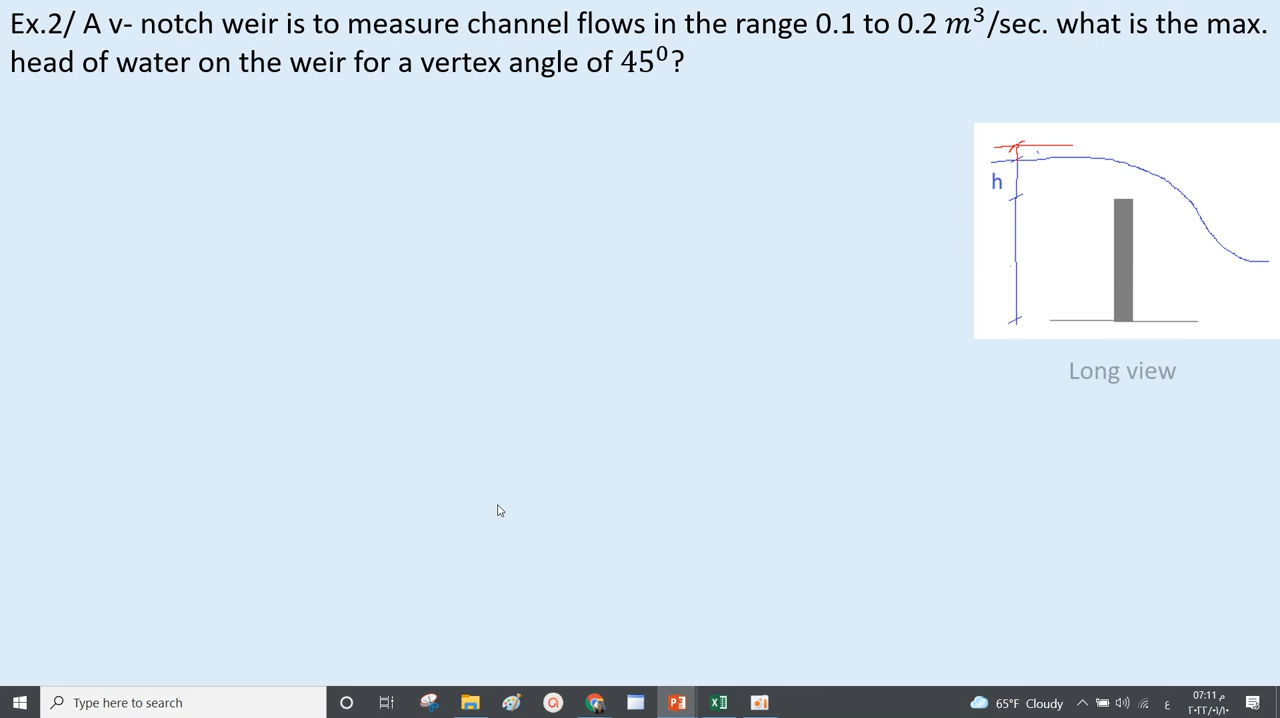 Ex.2/ A v- notch weir is to measure channel flows in the range 0.1 to 0.2 m³/sec. what is the max.
head of water on the weir for a vertex angle of 45⁰?
h
Long view
Type here to search
65°F Cloudy
ع
07:11 م